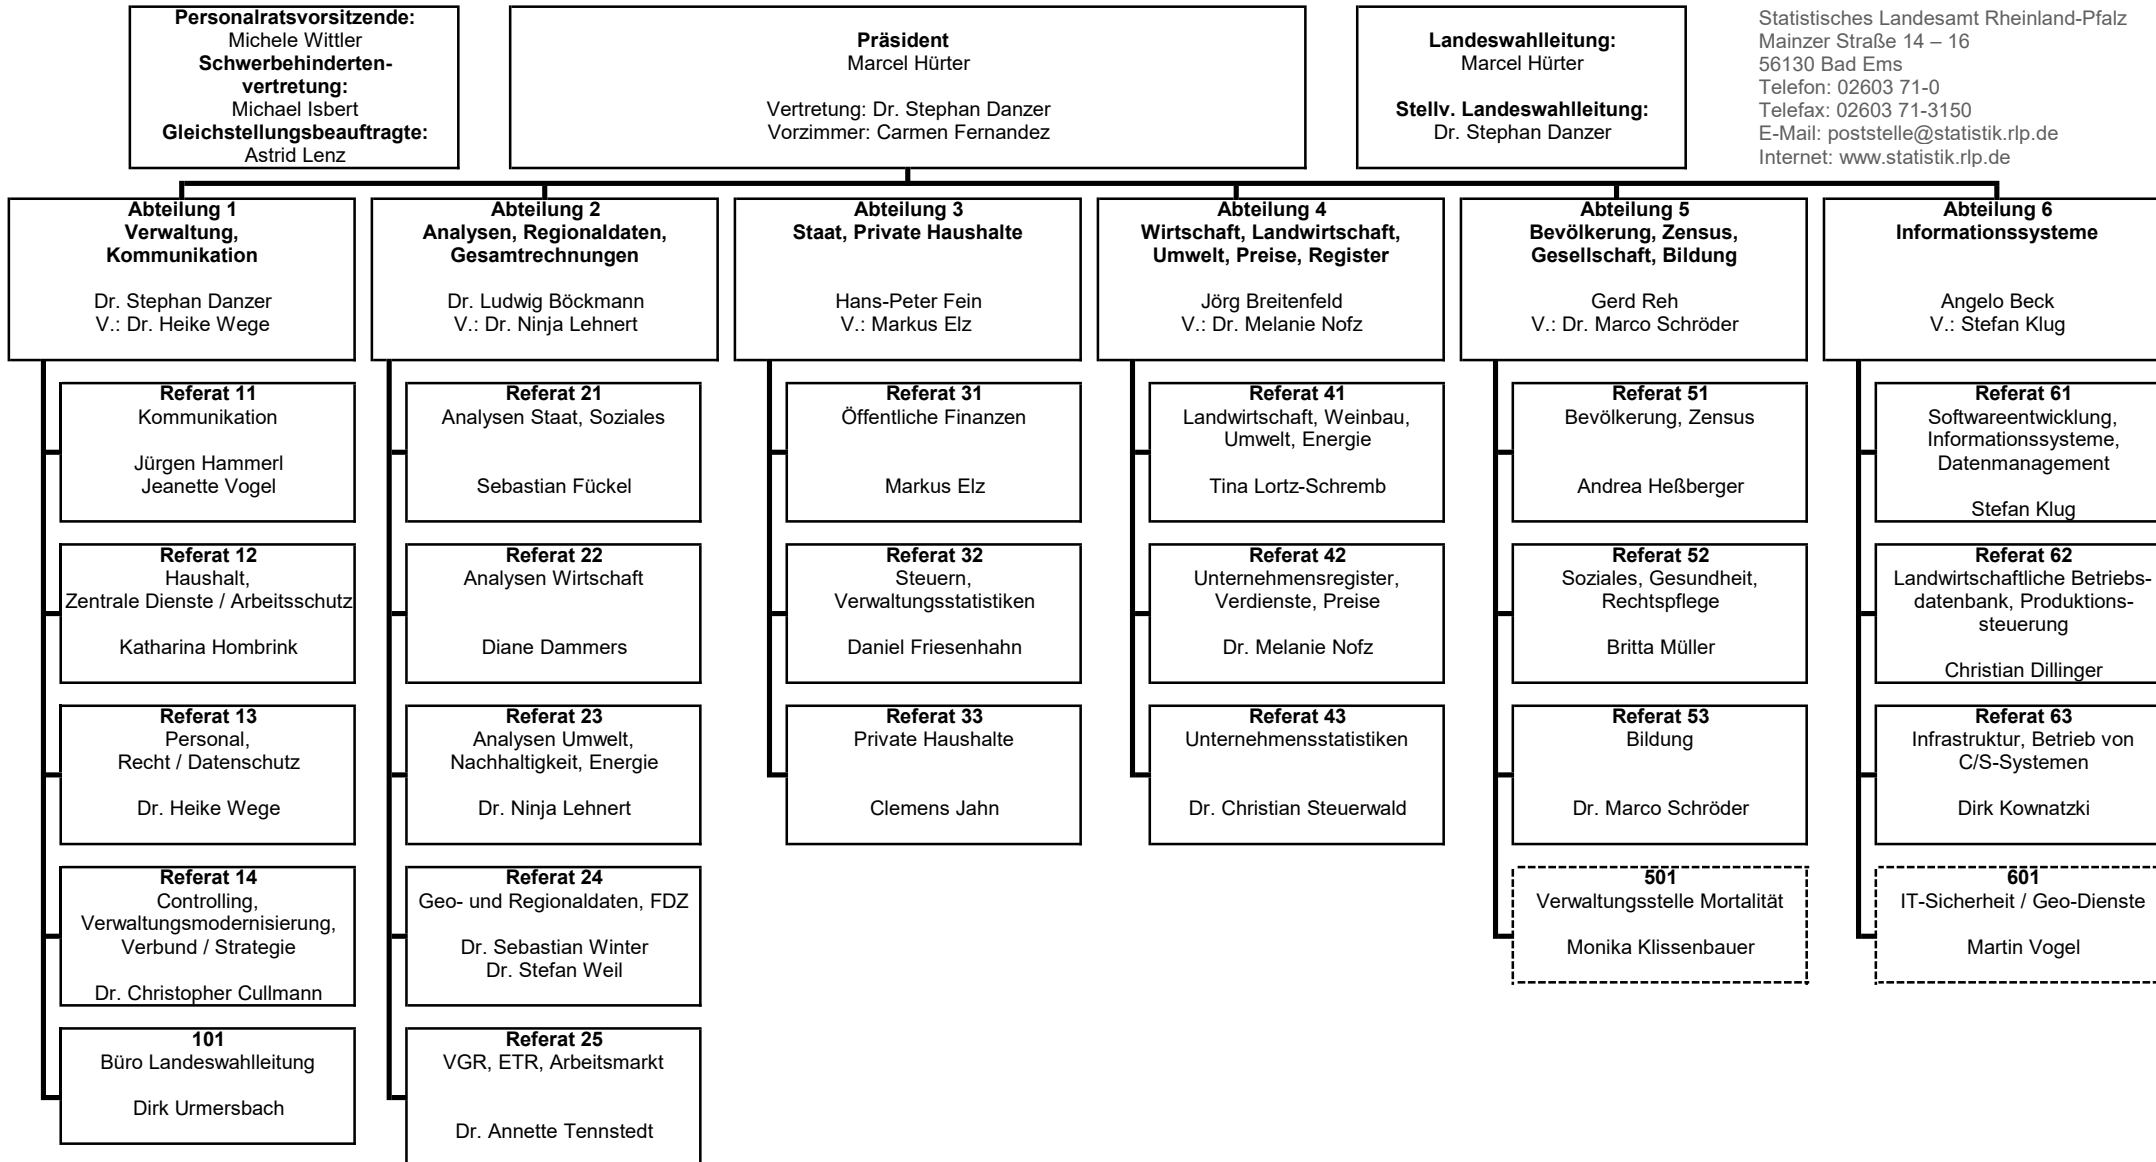 Personalratsvorsitzende:
Michele Wittler
Schwerbehinderten-
vertretung:
Michael Isbert
Gleichstellungsbeauftragte:
Astrid Lenz
Präsident
Marcel Hürter
Vertretung: Dr. Stephan Danzer
Vorzimmer: Carmen Fernandez
Landeswahlleitung:
Marcel Hürter
Stellv. Landeswahlleitung:
Dr. Stephan Danzer
Statistisches Landesamt Rheinland-Pfalz
Mainzer Straße 14 – 16
56130 Bad Ems
Telefon: 02603 71-0
Telefax: 02603 71-3150
E-Mail: poststelle@statistik.rlp.de
Internet: www.statistik.rlp.de
Abteilung 1
Verwaltung,
Kommunikation
Dr. Stephan Danzer
V.: Dr. Heike Wege
Abteilung 2
Analysen, Regionaldaten,
Gesamtrechnungen
Dr. Ludwig Böckmann
V.: Dr. Ninja Lehnert
Abteilung 3
Staat, Private Haushalte
Hans-Peter Fein
V.: Markus Elz
Abteilung 4
Wirtschaft, Landwirtschaft,
Umwelt, Preise, Register
Jörg Breitenfeld
V.: Dr. Melanie Nofz
Abteilung 5
Bevölkerung, Zensus,
Gesellschaft, Bildung
Gerd Reh
V.: Dr. Marco Schröder
Abteilung 6
Informationssysteme
Angelo Beck
V.: Stefan Klug
Referat 11
Kommunikation
Jürgen Hammerl
Jeanette Vogel
Referat 21
Analysen Staat, Soziales
Sebastian Fückel
Referat 31
Öffentliche Finanzen
Markus Elz
Referat 41
Landwirtschaft, Weinbau,
Umwelt, Energie
Tina Lortz-Schremb
Referat 51
Bevölkerung, Zensus
Andrea Heßberger
Referat 61
Softwareentwicklung,
Informationssysteme,
Datenmanagement
Stefan Klug
Referat 12
Haushalt,
Zentrale Dienste / Arbeitsschutz
Katharina Hombrink
Referat 22
Analysen Wirtschaft
Diane Dammers
Referat 32
Steuern,
Verwaltungsstatistiken
Daniel Friesenhahn
Referat 42
Unternehmensregister,
Verdienste, Preise
Dr. Melanie Nofz
Referat 52
Soziales, Gesundheit,
Rechtspflege
Britta Müller
Referat 62
Landwirtschaftliche Betriebs-
datenbank, Produktions-
steuerung
Christian Dillinger
Referat 13
Personal,
Recht / Datenschutz
Dr. Heike Wege
Referat 23
Analysen Umwelt,
Nachhaltigkeit, Energie
Dr. Ninja Lehnert
Referat 33
Private Haushalte
Clemens Jahn
Referat 43
Unternehmensstatistiken
Dr. Christian Steuerwald
Referat 53
Bildung
Dr. Marco Schröder
Referat 63
Infrastruktur, Betrieb von
C/S-Systemen
Dirk Kownatzki
Referat 14
Controlling,
Verwaltungsmodernisierung,
Verbund / Strategie
Dr. Christopher Cullmann
Referat 24
Geo- und Regionaldaten, FDZ
Dr. Sebastian Winter
Dr. Stefan Weil
501
Verwaltungsstelle Mortalität
Monika Klissenbauer
601
IT-Sicherheit / Geo-Dienste
Martin Vogel
101
Büro Landeswahlleitung
Dirk Urmersbach
Referat 25
VGR, ETR, Arbeitsmarkt
Dr. Annette Tennstedt